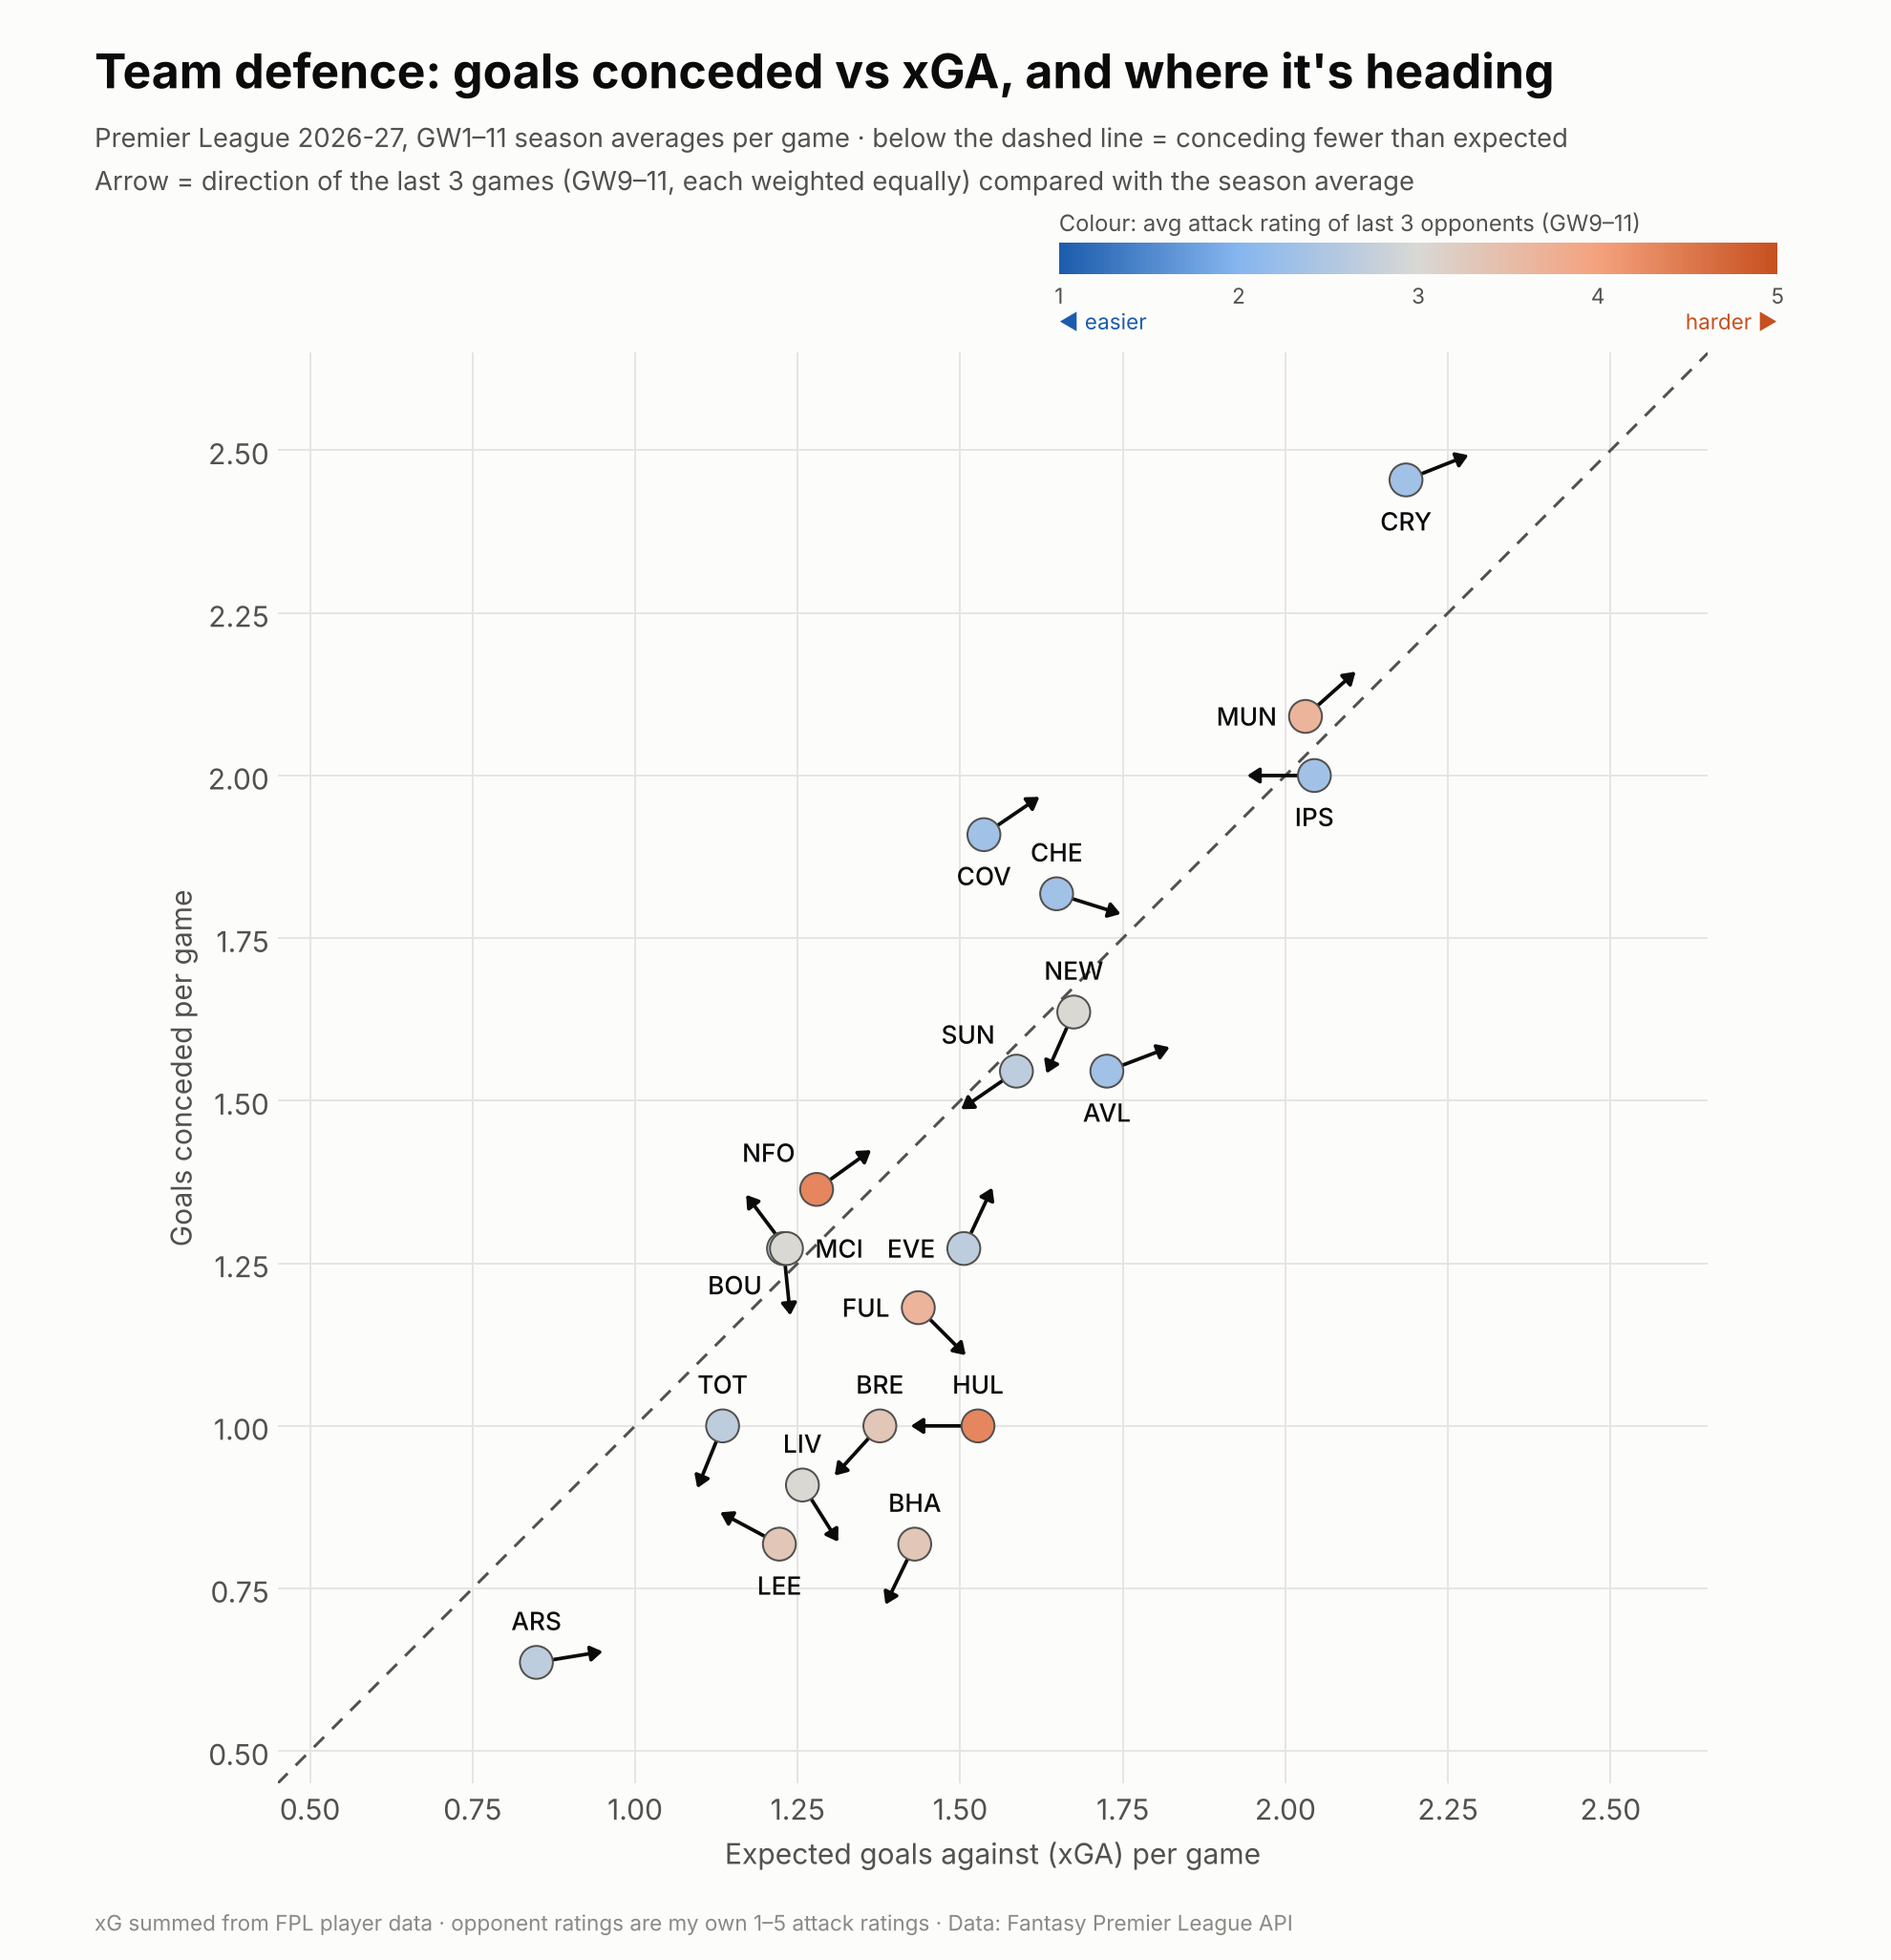 Team defence: goals conceded vs xGA, and where it's heading
Premier League 2026-27, GW1–11 season averages per game · below the dashed line = conceding fewer than expected
Arrow = direction of the last 3 games (GW9–11, each weighted equally) compared with the season average
Colour: avg attack rating of last 3 opponents (GW9–11)
1 2 3 4 5
◀ easier harder ▶
2.50
CRY
2.25
MUN
2.00
IPS
CHE
COV
1.75
NEW
SUN
1.50
AVL
NFO
MCI EVE
1.25
BOU
FUL
TOT BRE HUL
1.00
LIV
BHA
LEE
0.75
ARS
0.50
Goals conceded per game
0.50 0.75 1.00 1.25 1.50 1.75 2.00 2.25 2.50
Expected goals against (xGA) per game
xG summed from FPL player data · opponent ratings are my own 1–5 attack ratings · Data: Fantasy Premier League API